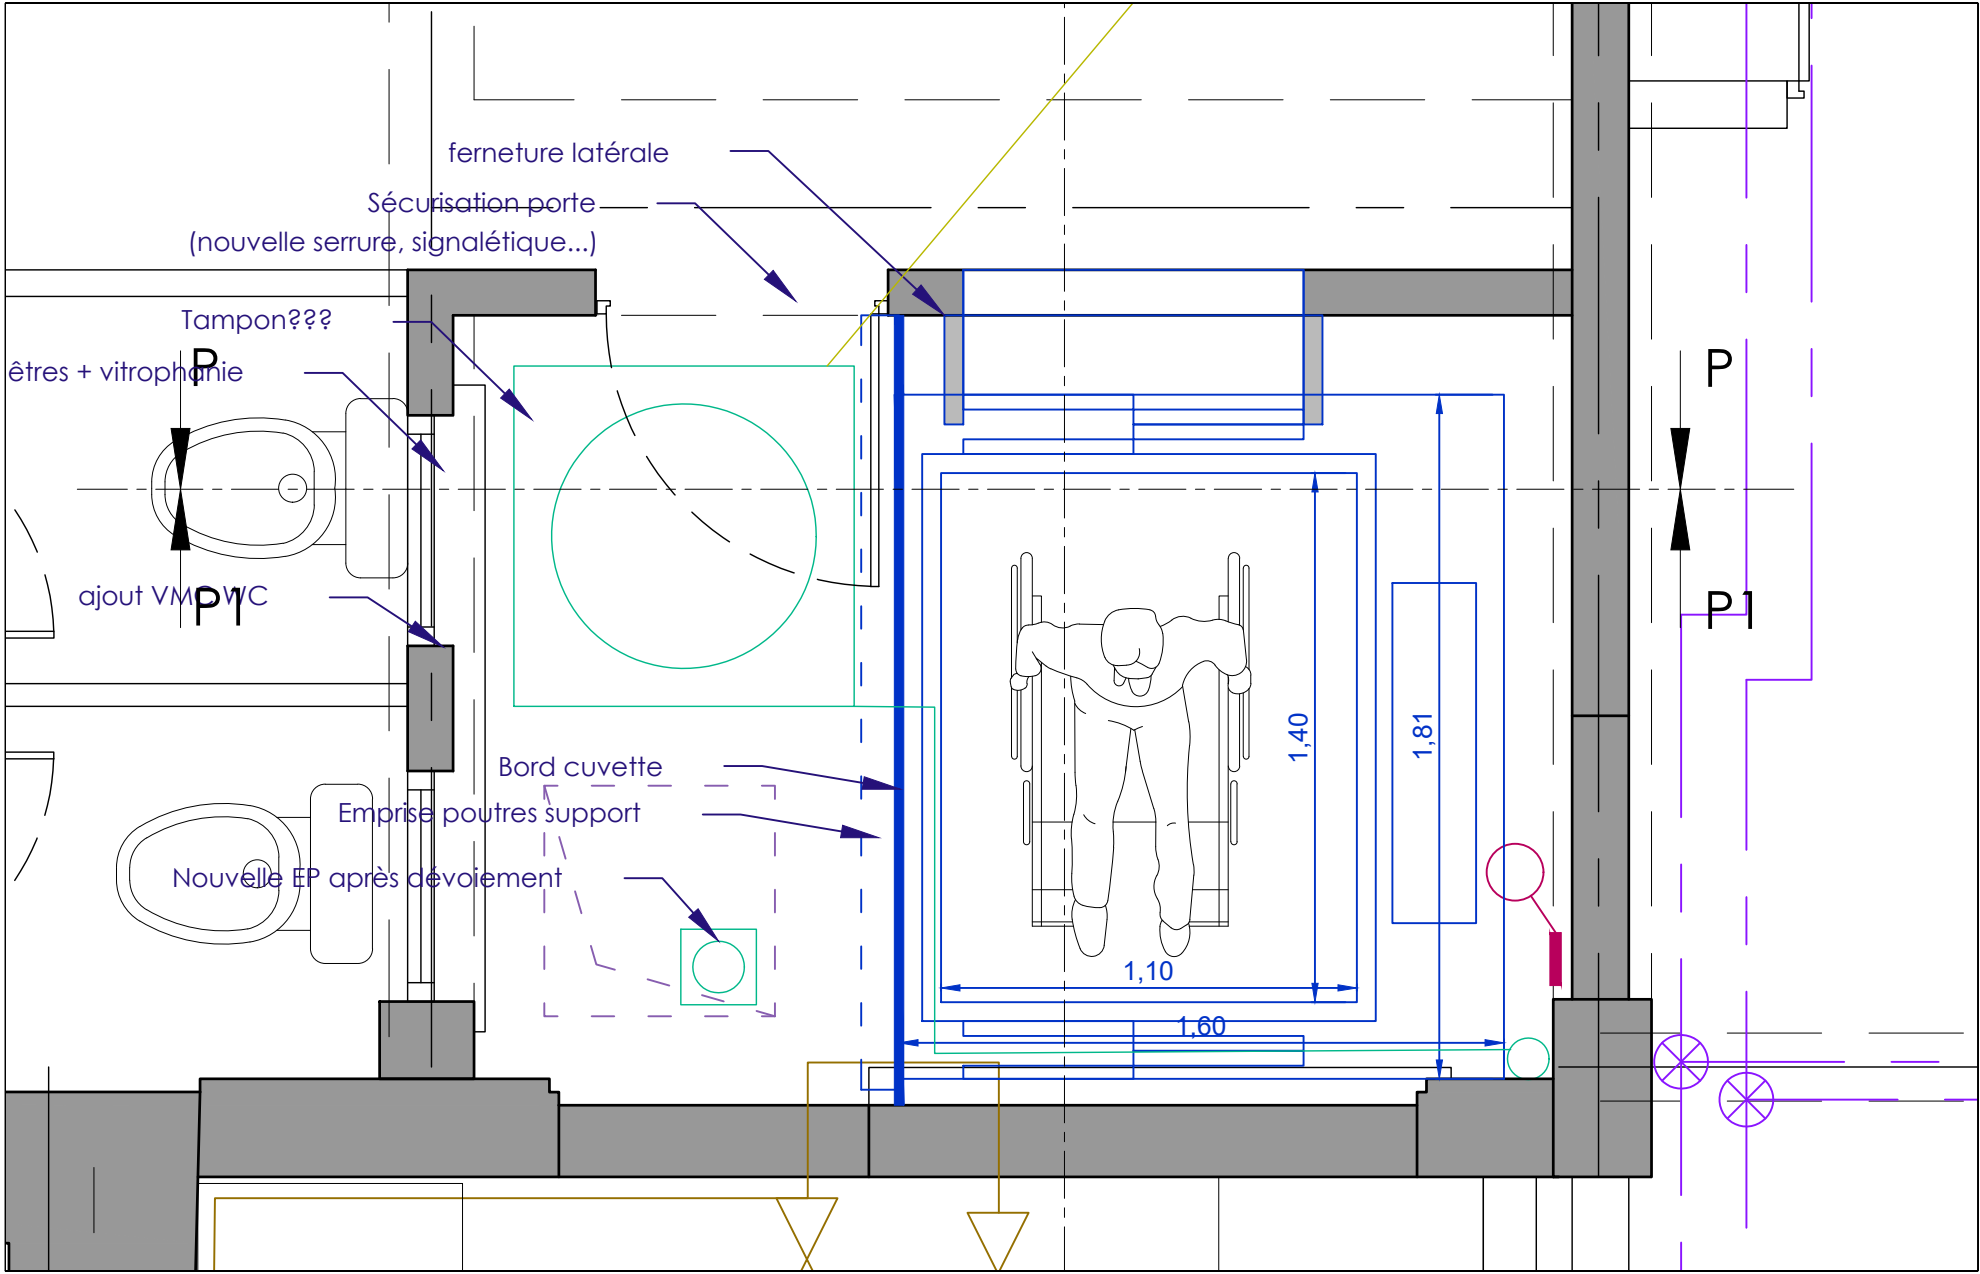 ferneture latérale
Sécurisation porte
(nouvelle serrure, signalétique...)
Tampon???
P
P
êtres + vitrophanie
ajout VMC WC
P1
P1
1,40
1,81
Bord cuvette
Emprise poutres support
Nouvelle EP après dévoiement
1,10
1,60